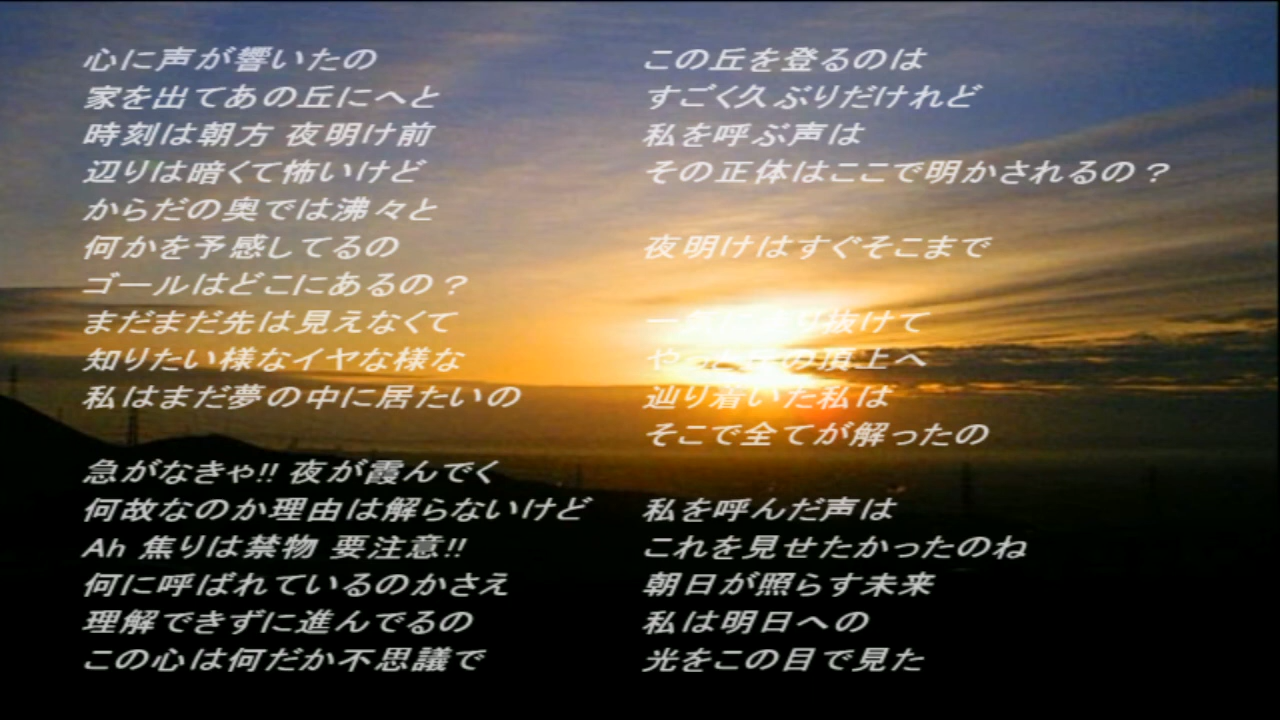 心に声が響いたの
家を出てあの丘にへと
時刻は朝方 夜明け前
辺りは暗くて怖いけど
からだの奥では沸々と
何かを予感してるの
ゴールはどこにあるの？
まだまだ先は見えなくて
知りたい様なイヤな様な
私はまだ夢の中に居たいの
急がなきゃ!! 夜が霞んでく
何故なのか理由は解らないけど
Ah 焦りは禁物 要注意!!
何に呼ばれているのかさえ
理解できずに進んでるの
この心は何だか不思議で
この丘を登るのは
すごく久ぶりだけれど
私を呼ぶ声は
その正体はここで明かされるの？
夜明けはすぐそこまで
り抜けて
の頂上へ
辿り着いた私は
そこで全てが解ったの
私を呼んだ声は
これを見せたかったのね
朝日が照らす未来
私は明日への
光をこの目で見た